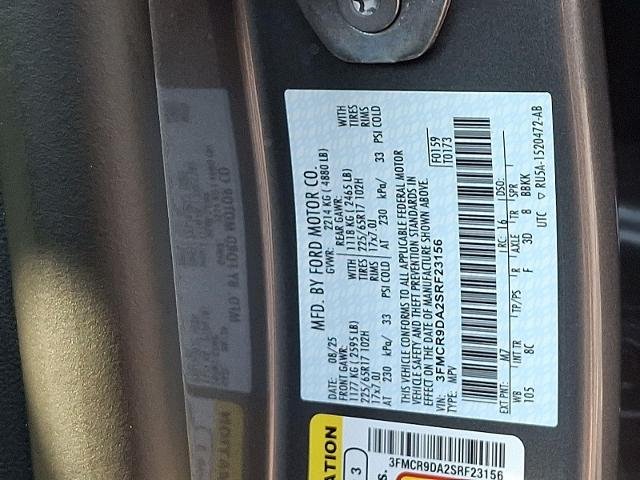 MFD. BY FORD MOTOR CO.
DATE: 08/25 GVWR: 2214 KG ( 4880 LB)
FRONT GAWR: REAR GAWR:
1177 KG ( 2595 LB) WITH 1118 KG ( 2465 LB) WITH
225/65R17 102H TIRES 225/65R17 102H TIRES
17x7.0J RIMS 17x7.0J RIMS
AT 230 kPa/ 33 PSI COLD AT 230 kPa/ 33 PSI COLD
THIS VEHICLE CONFORMS TO ALL APPLICABLE FEDERAL MOTOR
VEHICLE SAFETY AND THEFT PREVENTION STANDARDS IN
EFFECT ON THE DATE OF MANUFACTURE SHOWN ABOVE.
VIN: 3FMCR9DA2SRF23156
TYPE: MPV
F0159
T0173
EXT PNT: M7 RC: 16 DSO:
WB INT TR TP/PS R AXLE TR SPR
105 8C F 3D 8 BBKK
UTC ▽ RU5A-1520472-AB
ATION
3
3FMCR9DA2SRF23156